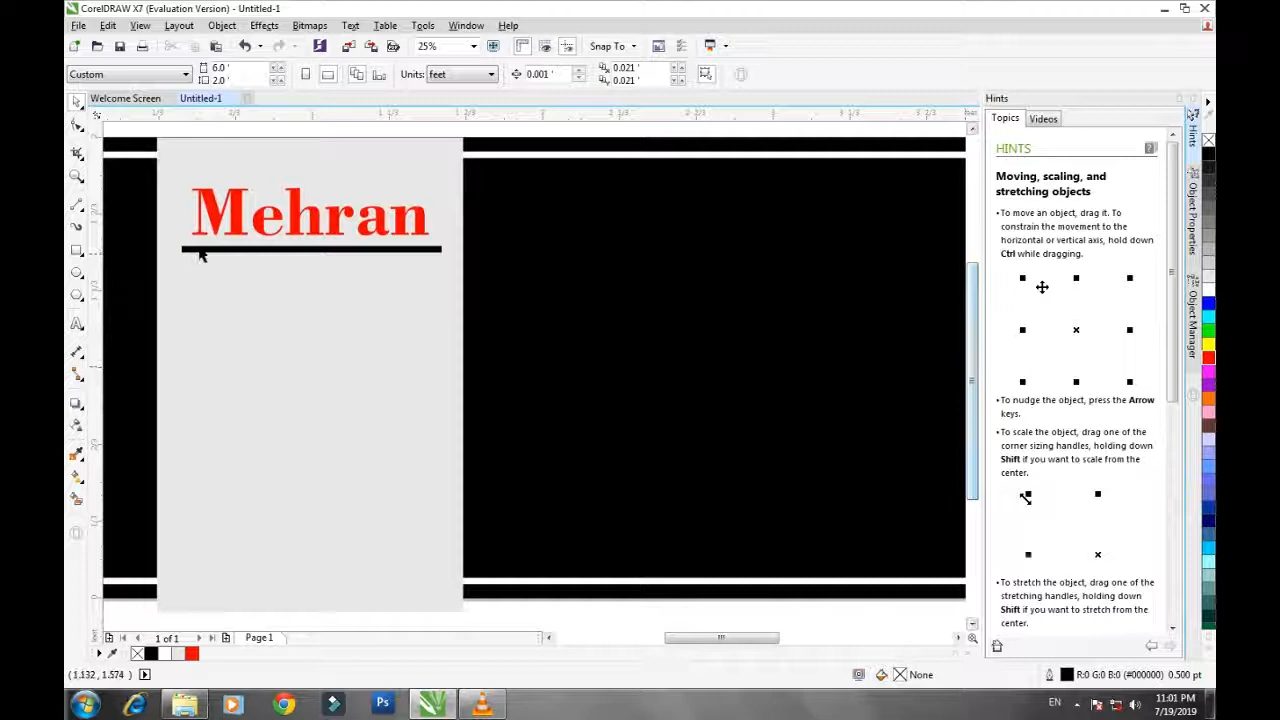 CorelDRAW X7 (Evaluation Version) - Untitled-1
File Edit View Layout Object Effects Bitmaps Text Table Tools Window Help
25% Snap To
Custom 6.0 ' 2.0 ' Units: feet 0.001 ' 0.021 ' 0.021 '
Welcome Screen Untitled-1
Hints
Topics Videos
HINTS
Moving, scaling, and
stretching objects
• To move an object, drag it. To
constrain the movement to the
horizontal or vertical axis, hold down
Ctrl while dragging.
• To nudge the object, press the Arrow
keys.
• To scale the object, drag one of the
corner sizing handles, holding down
Shift if you want to scale from the
center.
• To stretch the object, drag one of the
stretching handles, holding down
Shift if you want to stretch from the
center.
Hints
Object Properties
Object Manager
Mehran
1 of 1 Page 1
(1.132, 1.574) None R:0 G:0 B:0 (#000000) 0.500 pt
Ps EN 11:01 PM
7/19/2019